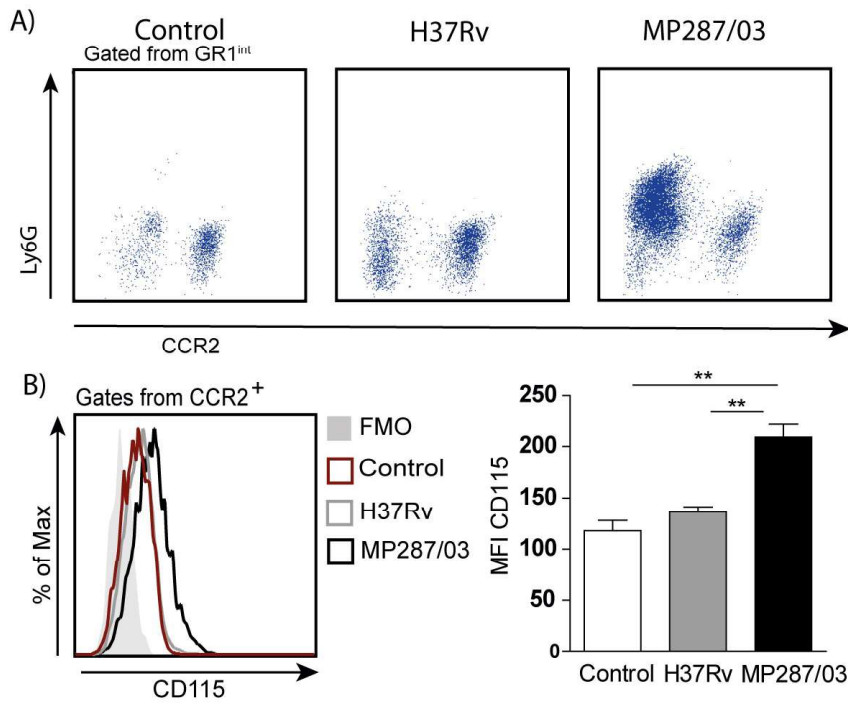 A)
Control
H37Rv
MP287/03
Gated from GR1int
Ly6G
CCR2
B)
Gates from CCR2+
% of Max
CD115
FMO
Control
H37Rv
MP287/03
MFI CD115
250
200
150
100
50
0
**
**
Control H37Rv MP287/03